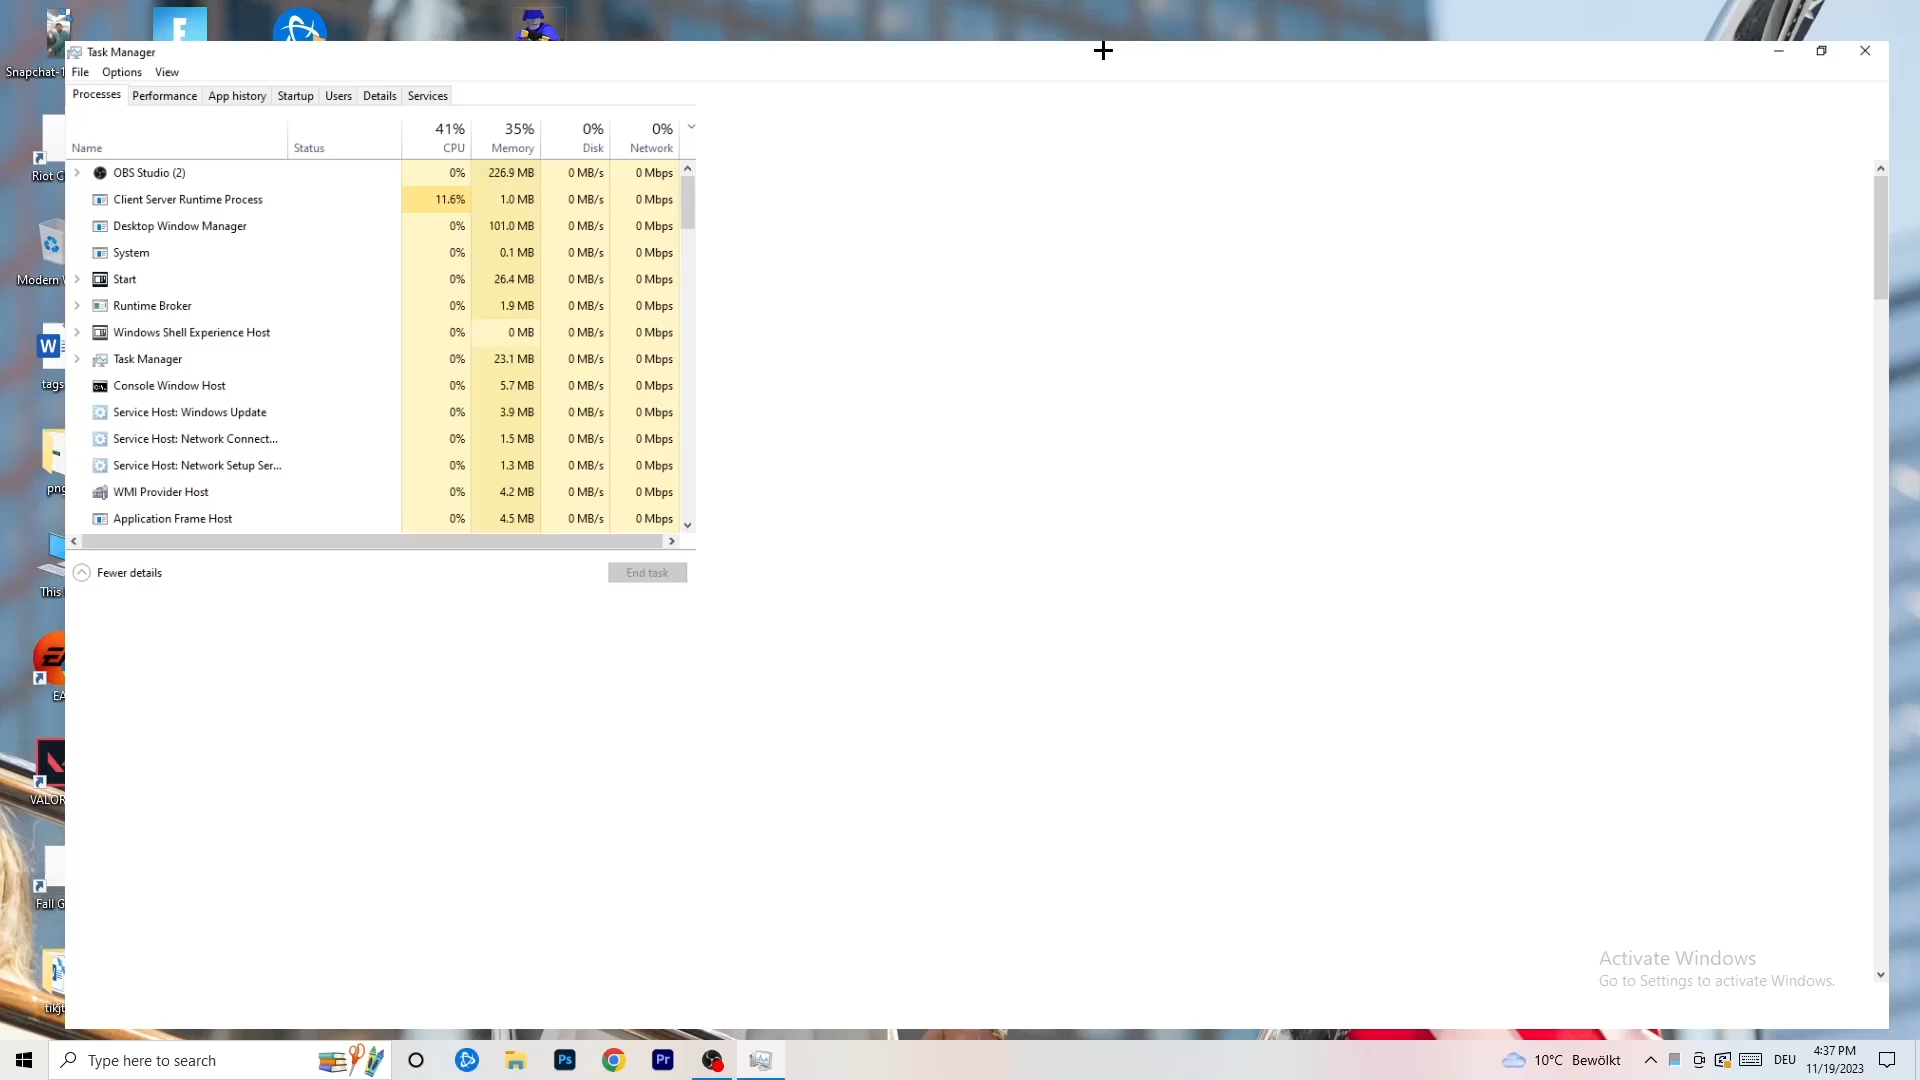 Snapchat-1
Task Manager
File Options View
Processes Performance App history Startup Users Details Services
41% 35% 0% 0%
Name Status CPU Memory Disk Network
OBS Studio (2) 0% 226.9 MB 0 MB/s 0 Mbps
Client Server Runtime Process 11.6% 1.0 MB 0 MB/s 0 Mbps
Desktop Window Manager 0% 101.0 MB 0 MB/s 0 Mbps
System 0% 0.1 MB 0 MB/s 0 Mbps
Start 0% 26.4 MB 0 MB/s 0 Mbps
Runtime Broker 0% 1.9 MB 0 MB/s 0 Mbps
Windows Shell Experience Host 0% 0 MB 0 MB/s 0 Mbps
Task Manager 0% 23.1 MB 0 MB/s 0 Mbps
Console Window Host 0% 5.7 MB 0 MB/s 0 Mbps
Service Host: Windows Update 0% 3.9 MB 0 MB/s 0 Mbps
Service Host: Network Connect... 0% 1.5 MB 0 MB/s 0 Mbps
Service Host: Network Setup Ser... 0% 1.3 MB 0 MB/s 0 Mbps
WMI Provider Host 0% 4.2 MB 0 MB/s 0 Mbps
Application Frame Host 0% 4.5 MB 0 MB/s 0 Mbps
Fewer details End task
Riot C
Modern
tags
png
This
EA
VALOR
Fall G
tikjt
Activate Windows
Go to Settings to activate Windows.
Type here to search
Ps
Pr
10°C Bewölkt
DEU
4:37 PM
11/19/2023